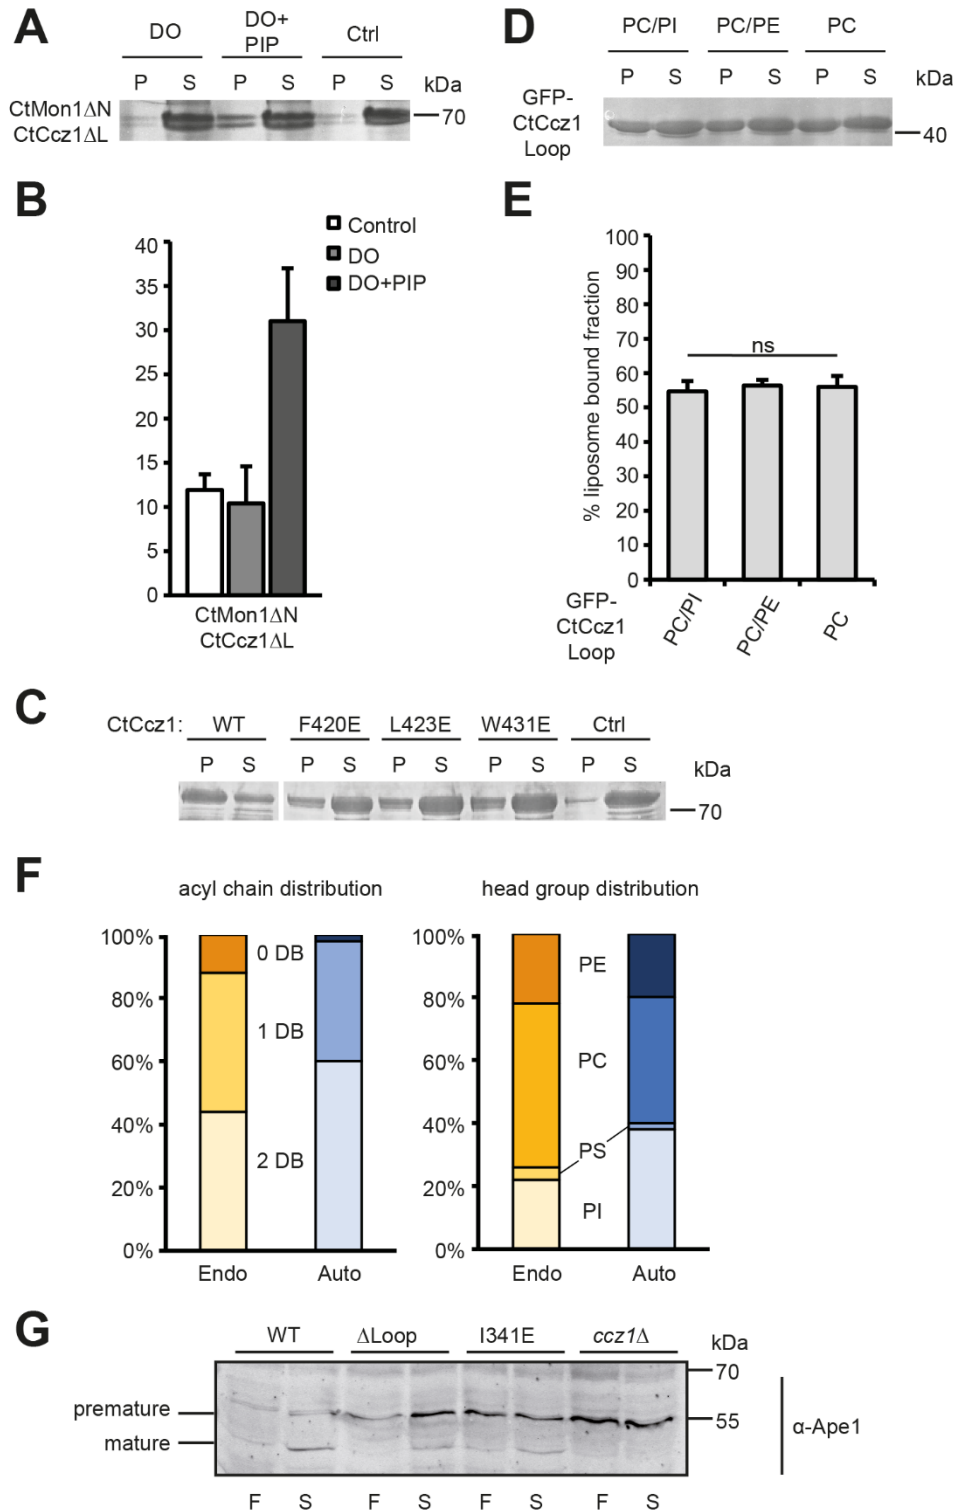 A
DO
DO+
PIP
Ctrl
P S P S P S
kDa
CtMon1ΔN
CtCcz1ΔL
70
D
PC/PI PC/PE PC
P S P S P S
kDa
GFP-
CtCcz1
Loop
40
B
Control
DO
DO+PIP
40
35
30
25
20
15
10
5
0
CtMon1ΔN
CtCcz1ΔL
E
% liposome bound fraction
100
90
80
70
60
50
40
30
20
10
0
ns
GFP-
CtCcz1
Loop
PC/PI
PC/PE
PC
C
CtCcz1: WT F420E L423E W431E Ctrl
P S P S P S P S P S
kDa
70
F
acyl chain distribution
100%
80%
60%
40%
20%
0%
0 DB
1 DB
2 DB
Endo Auto
head group distribution
100%
80%
60%
40%
20%
0%
PE
PC
PS
PI
Endo Auto
G
WT ΔLoop I341E ccz1Δ
kDa
70
premature
55
mature
α-Ape1
F S F S F S F S